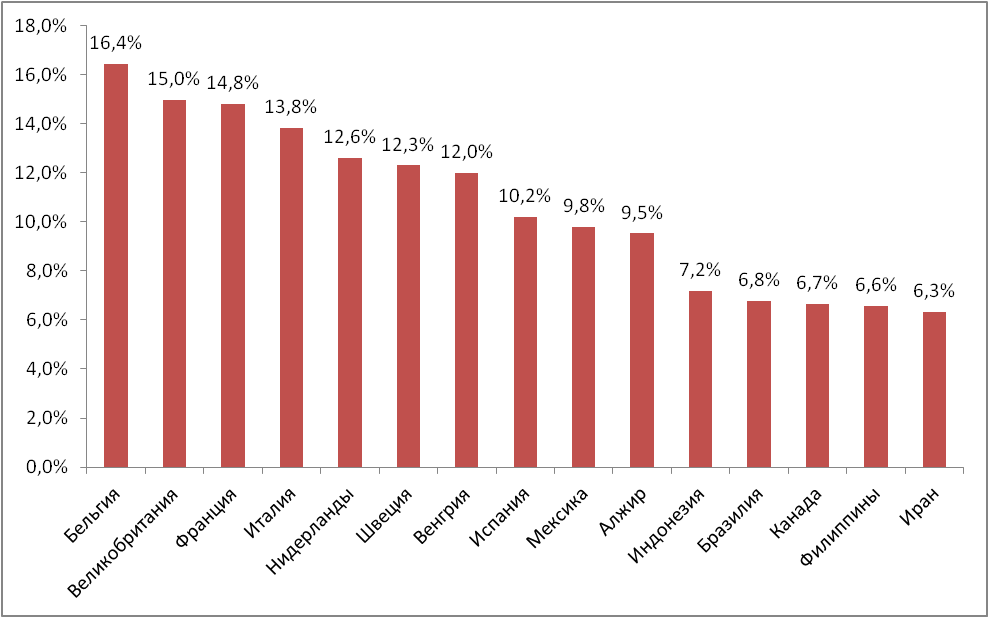 18,0%
16,0%
14,0%
12,0%
10,0%
8,0%
6,0%
4,0%
2,0%
0,0%
16,4%
15,0%
14,8%
13,8%
12,6%
12,3%
12,0%
10,2%
9,8%
9,5%
7,2%
6,8%
6,7%
6,6%
6,3%
Бельгия
Великобритания
Франция
Италия
Нидерланды
Швеция
Венгрия
Испания
Мексика
Алжир
Индонезия
Бразилия
Канада
Филиппины
Иран